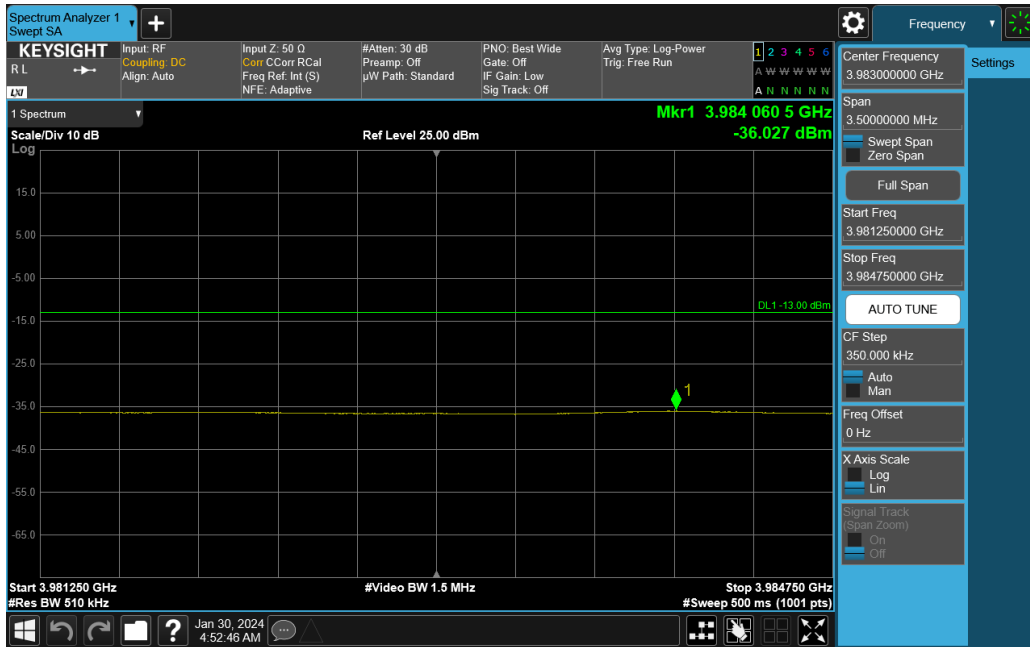 Spectrum Analyzer 1
Swept SA
Frequency
KEYSIGHT
R L
LXI
Input: RF
Coupling: DC
Align: Auto
Input Z: 50 Ω
Corr CCorr RCal
Freq Ref: Int (S)
NFE: Adaptive
#Atten: 30 dB
Preamp: Off
µW Path: Standard
PNO: Best Wide
Gate: Off
IF Gain: Low
Sig Track: Off
Avg Type: Log-Power
Trig: Free Run
1 2 3 4 5 6
A W W W W W
A N N N N N
1 Spectrum
Scale/Div 10 dB
Log
Ref Level 25.00 dBm
Mkr1 3.984 060 5 GHz
-36.027 dBm
15.0
5.00
-5.00
-15.0
-25.0
-35.0
-45.0
-55.0
-65.0
DL1 -13.00 dBm
1
Start 3.981250 GHz
#Res BW 510 kHz
#Video BW 1.5 MHz
Stop 3.984750 GHz
#Sweep 500 ms (1001 pts)
Jan 30, 2024
4:52:46 AM
Center Frequency
3.983000000 GHz
Span
3.50000000 MHz
Swept Span
Zero Span
Full Span
Start Freq
3.981250000 GHz
Stop Freq
3.984750000 GHz
AUTO TUNE
CF Step
350.000 kHz
Auto
Man
Freq Offset
0 Hz
X Axis Scale
Log
Lin
Signal Track
(Span Zoom)
On
Off
Settings